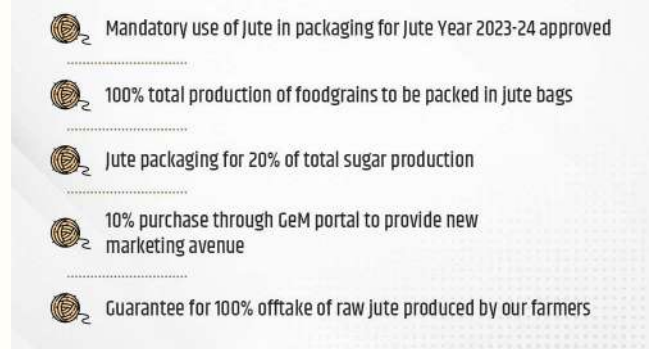 Mandatory use of Jute in packaging for Jute Year 2023-24 approved
100% total production of foodgrains to be packed in jute bags
Jute packaging for 20% of total sugar production
10% purchase through GeM portal to provide new
marketing avenue
Guarantee for 100% offtake of raw jute produced by our farmers